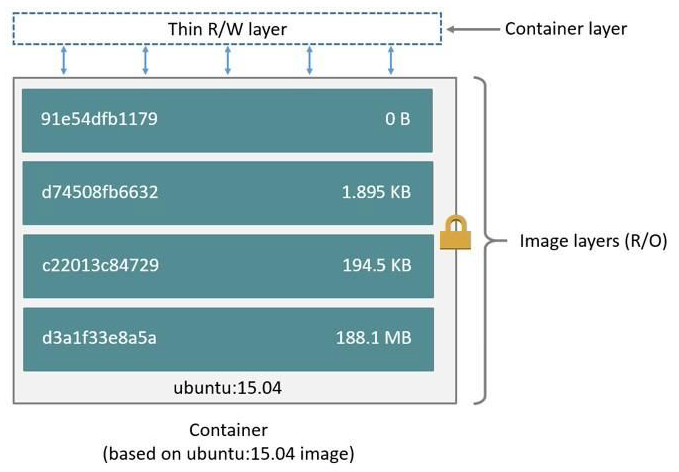 Thin R/W layer
Container layer
91e54dfb1179 0 B
d74508fb6632 1.895 KB
c22013c84729 194.5 KB
Image layers (R/O)
d3a1f33e8a5a 188.1 MB
ubuntu:15.04
Container
(based on ubuntu:15.04 image)